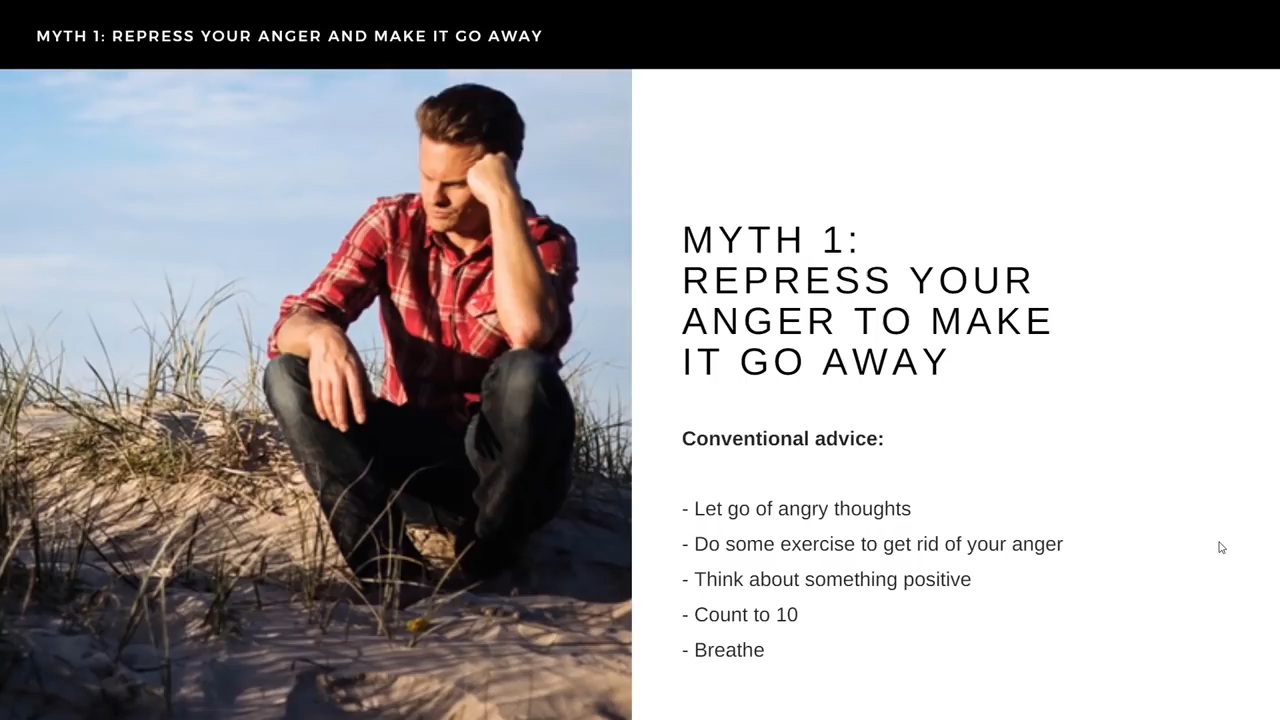 MYTH 1: REPRESS YOUR ANGER AND MAKE IT GO AWAY
MYTH 1:
REPRESS YOUR
ANGER TO MAKE
IT GO AWAY
Conventional advice:
- Let go of angry thoughts
- Do some exercise to get rid of your anger
- Think about something positive
- Count to 10
- Breathe